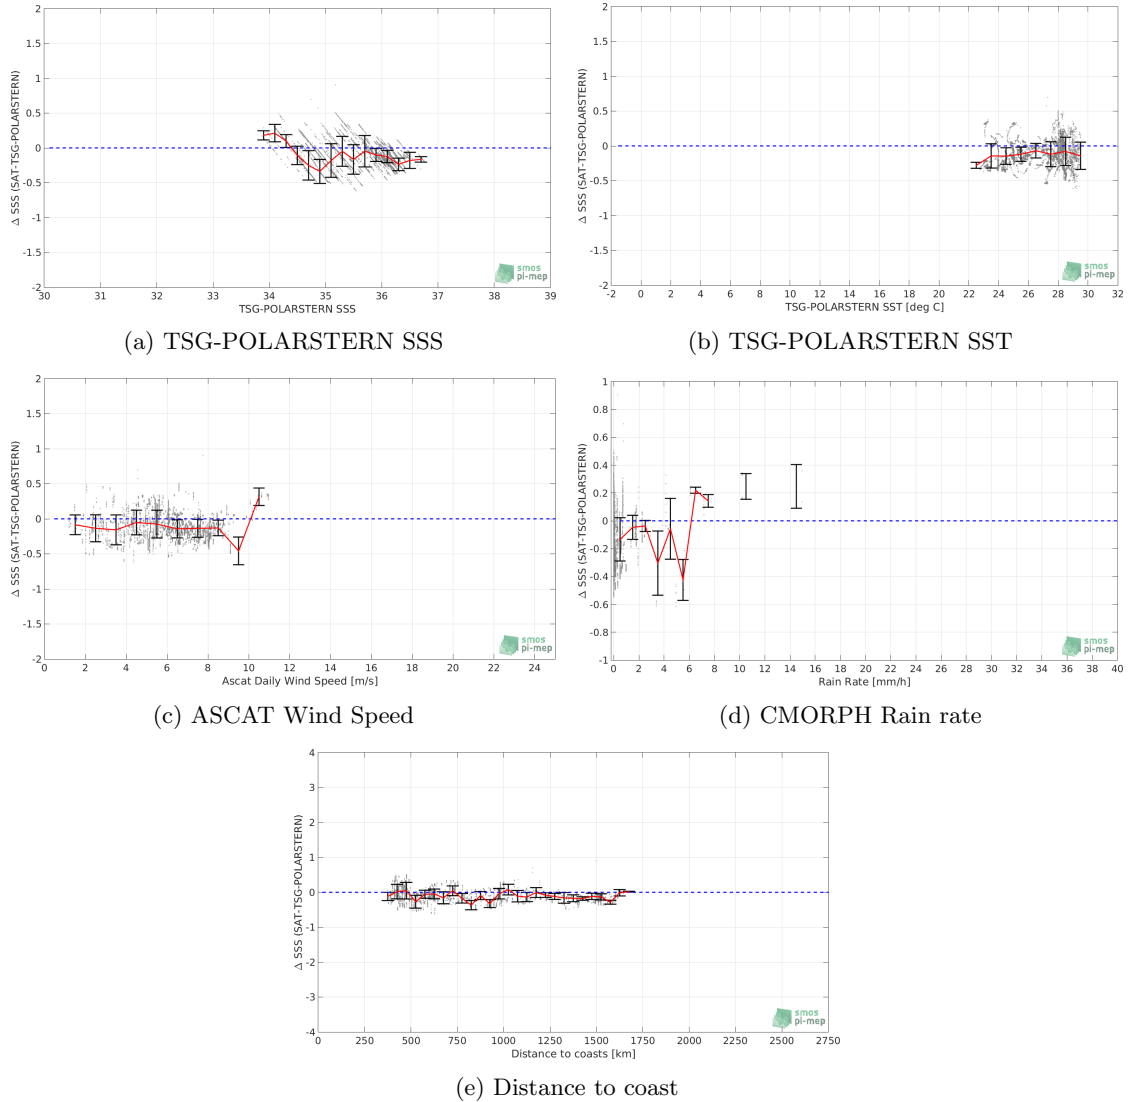 2
1.5
1
0.5
0
-0.5
-1
-1.5
-2
Δ SSS (SAT-TSG-POLARSTERN)
30 31 32 33 34 35 36 37 38 39
TSG-POLARSTERN SSS
smos
pi-mep
(a) TSG-POLARSTERN SSS
2
1.5
1
0.5
0
-0.5
-1
-1.5
-2
Δ SSS (SAT-TSG-POLARSTERN)
-2 0 2 4 6 8 10 12 14 16 18 20 22 24 26 28 30 32
TSG-POLARSTERN SST [deg C]
smos
pi-mep
(b) TSG-POLARSTERN SST
2
1.5
1
0.5
0
-0.5
-1
-1.5
-2
Δ SSS (SAT-TSG-POLARSTERN)
0 2 4 6 8 10 12 14 16 18 20 22 24
Ascat Daily Wind Speed [m/s]
smos
pi-mep
(c) ASCAT Wind Speed
1
0.8
0.6
0.4
0.2
0
-0.2
-0.4
-0.6
-0.8
-1
Δ SSS (SAT-TSG-POLARSTERN)
0 2 4 6 8 10 12 14 16 18 20 22 24 26 28 30 32 34 36 38 40
Rain Rate [mm/h]
smos
pi-mep
(d) CMORPH Rain rate
4
3
2
1
0
-1
-2
-3
-4
Δ SSS (SAT-TSG-POLARSTERN)
0 250 500 750 1000 1250 1500 1750 2000 2250 2500 2750
Distance to coasts [km]
smos
pi-mep
(e) Distance to coast